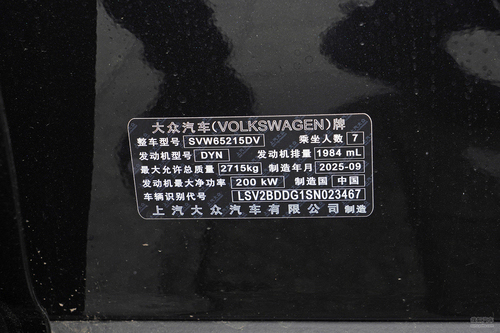 大众汽车(VOLKSWAGEN)牌
整车型号 SVW65215DV 乘坐人数 7
发动机型号 DYN 发动机排量 1984 mL
最大允许总质量 2715kg 制造年月 2025-09
发动机最大净功率 200 kW 制造国 中国
车辆识别代号 LSV2BDDG1SN023467
上汽大众汽车有限公司 制造